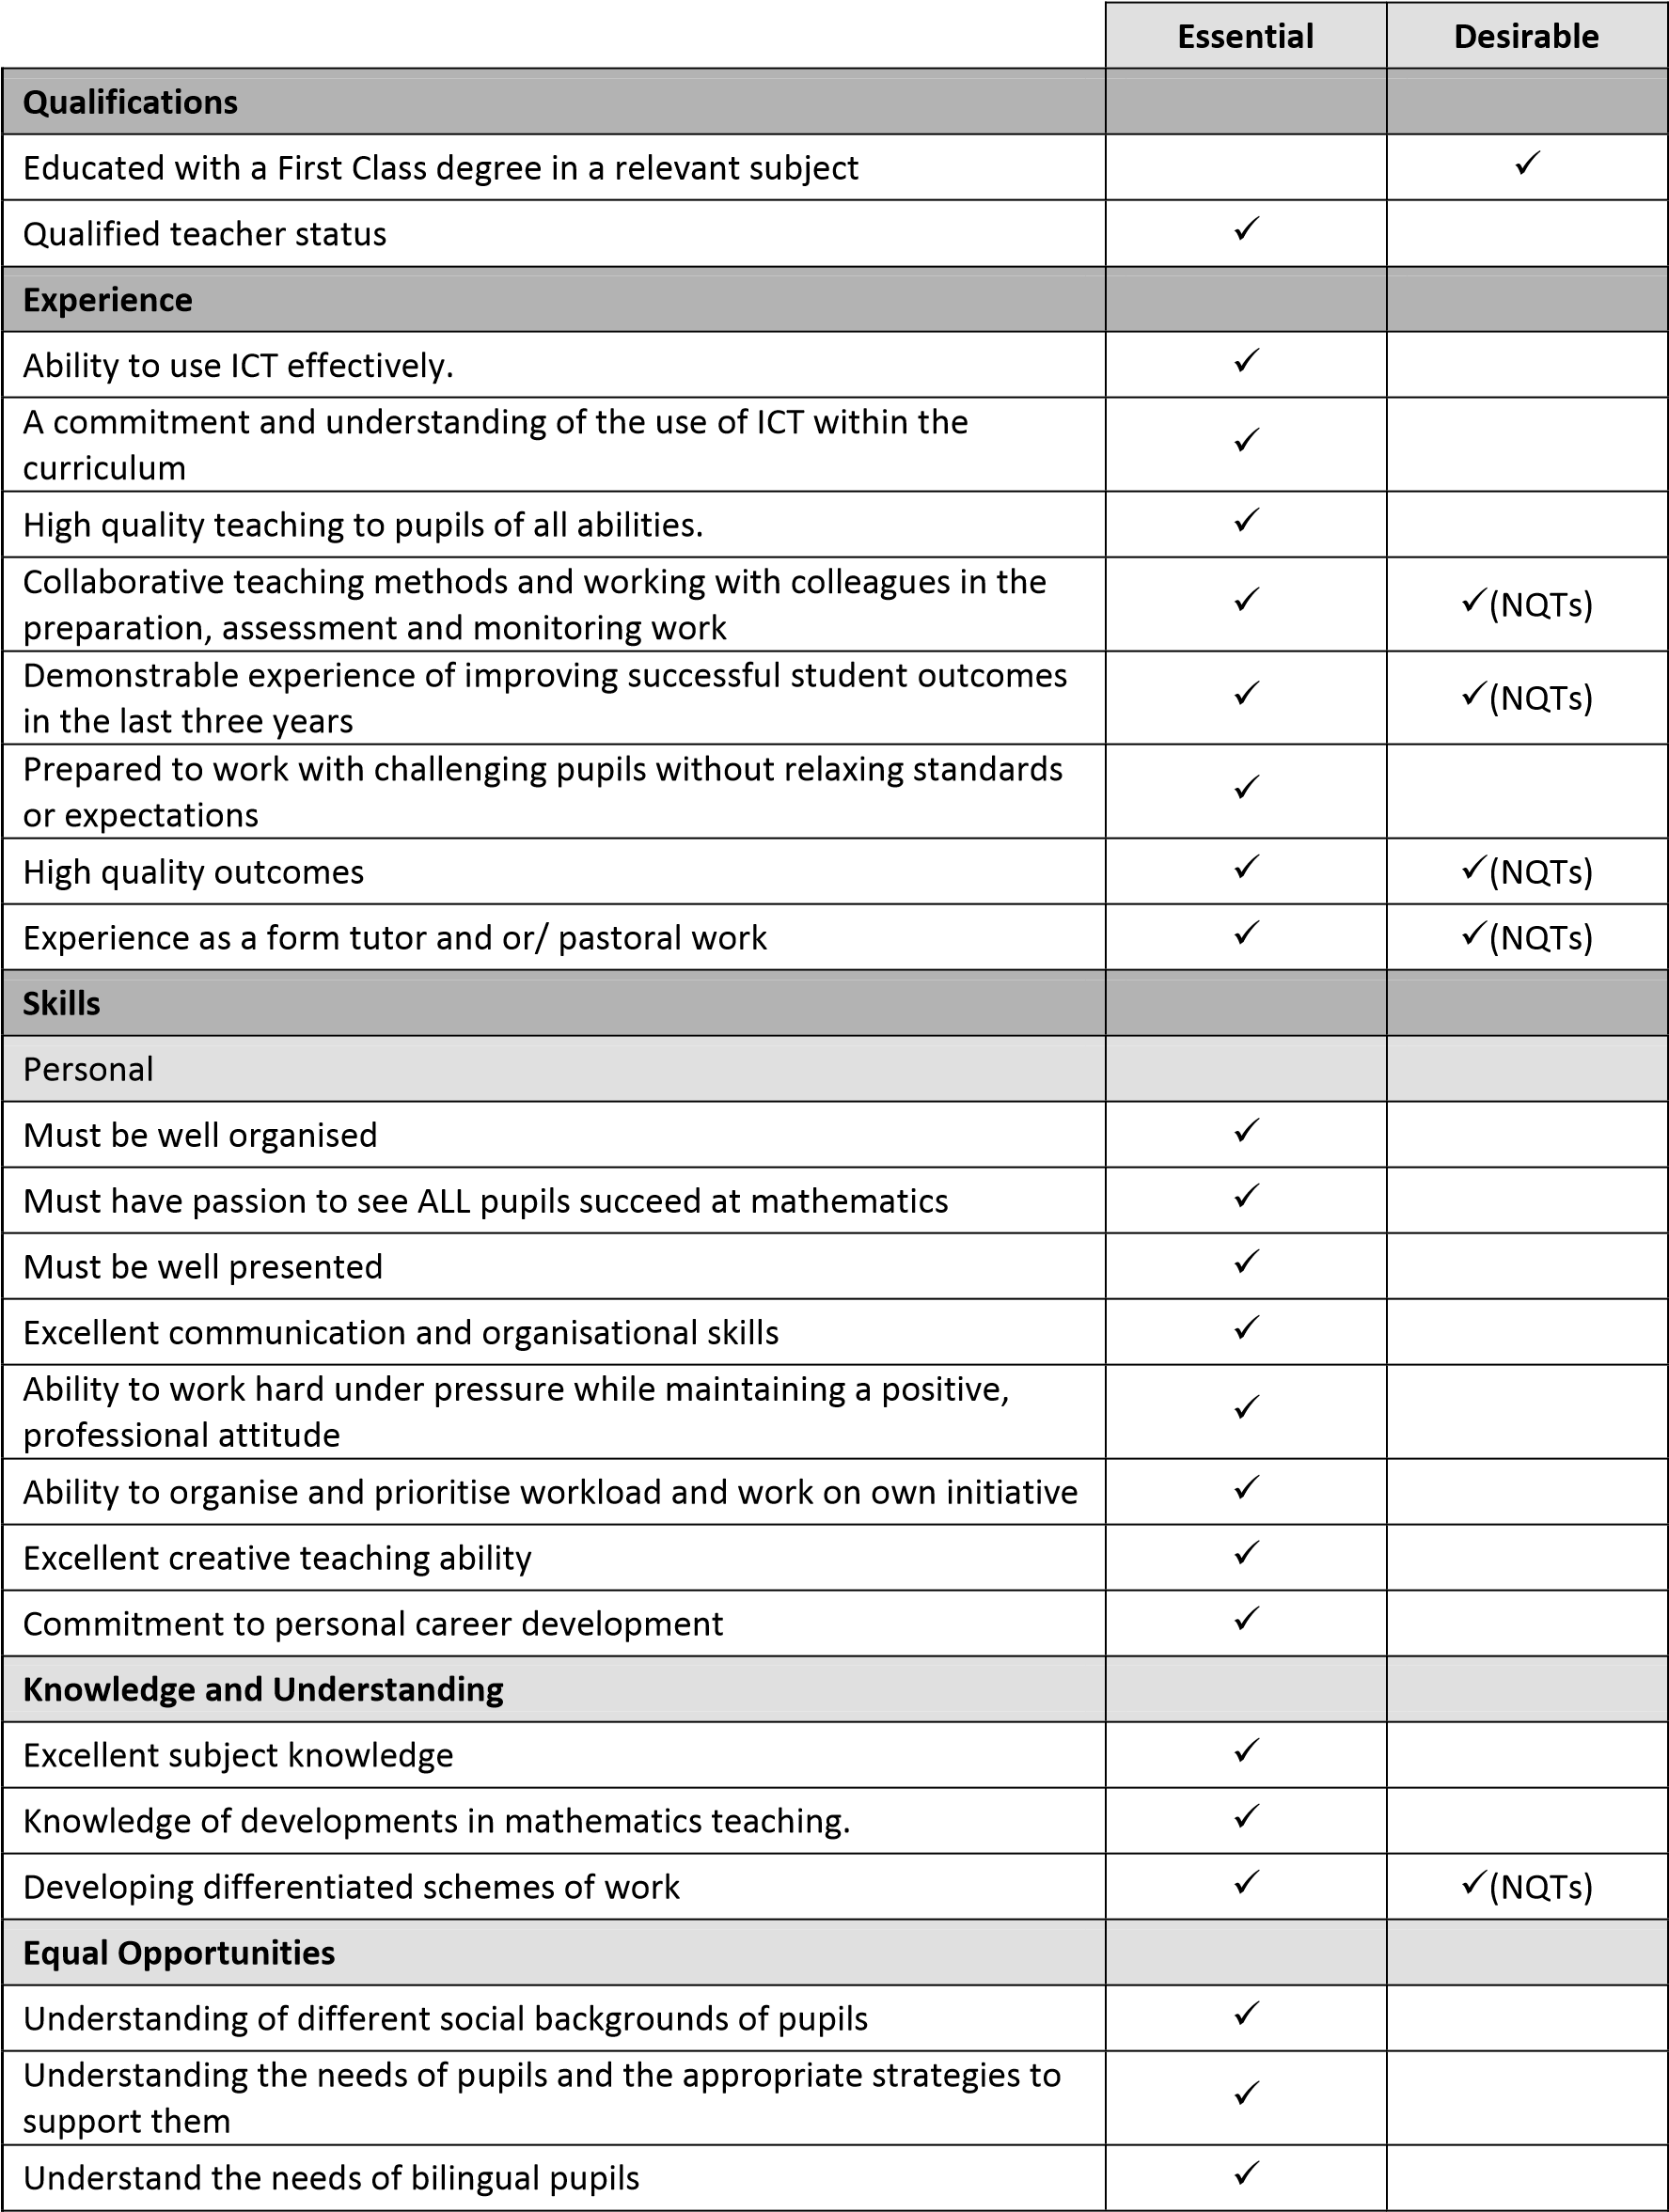 Essential Desirable
Qualifications
Educated with a First Class degree in a relevant subject ✓
Qualified teacher status ✓
Experience
Ability to use ICT effectively. ✓
A commitment and understanding of the use of ICT within the
curriculum ✓
High quality teaching to pupils of all abilities. ✓
Collaborative teaching methods and working with colleagues in the
preparation, assessment and monitoring work ✓ ✓(NQTs)
Demonstrable experience of improving successful student outcomes
in the last three years ✓ ✓(NQTs)
Prepared to work with challenging pupils without relaxing standards
or expectations ✓
High quality outcomes ✓ ✓(NQTs)
Experience as a form tutor and or/ pastoral work ✓ ✓(NQTs)
Skills
Personal
Must be well organised ✓
Must have passion to see ALL pupils succeed at mathematics ✓
Must be well presented ✓
Excellent communication and organisational skills ✓
Ability to work hard under pressure while maintaining a positive,
professional attitude ✓
Ability to organise and prioritise workload and work on own initiative ✓
Excellent creative teaching ability ✓
Commitment to personal career development ✓
Knowledge and Understanding
Excellent subject knowledge ✓
Knowledge of developments in mathematics teaching. ✓
Developing differentiated schemes of work ✓ ✓(NQTs)
Equal Opportunities
Understanding of different social backgrounds of pupils ✓
Understanding the needs of pupils and the appropriate strategies to
support them ✓
Understand the needs of bilingual pupils ✓